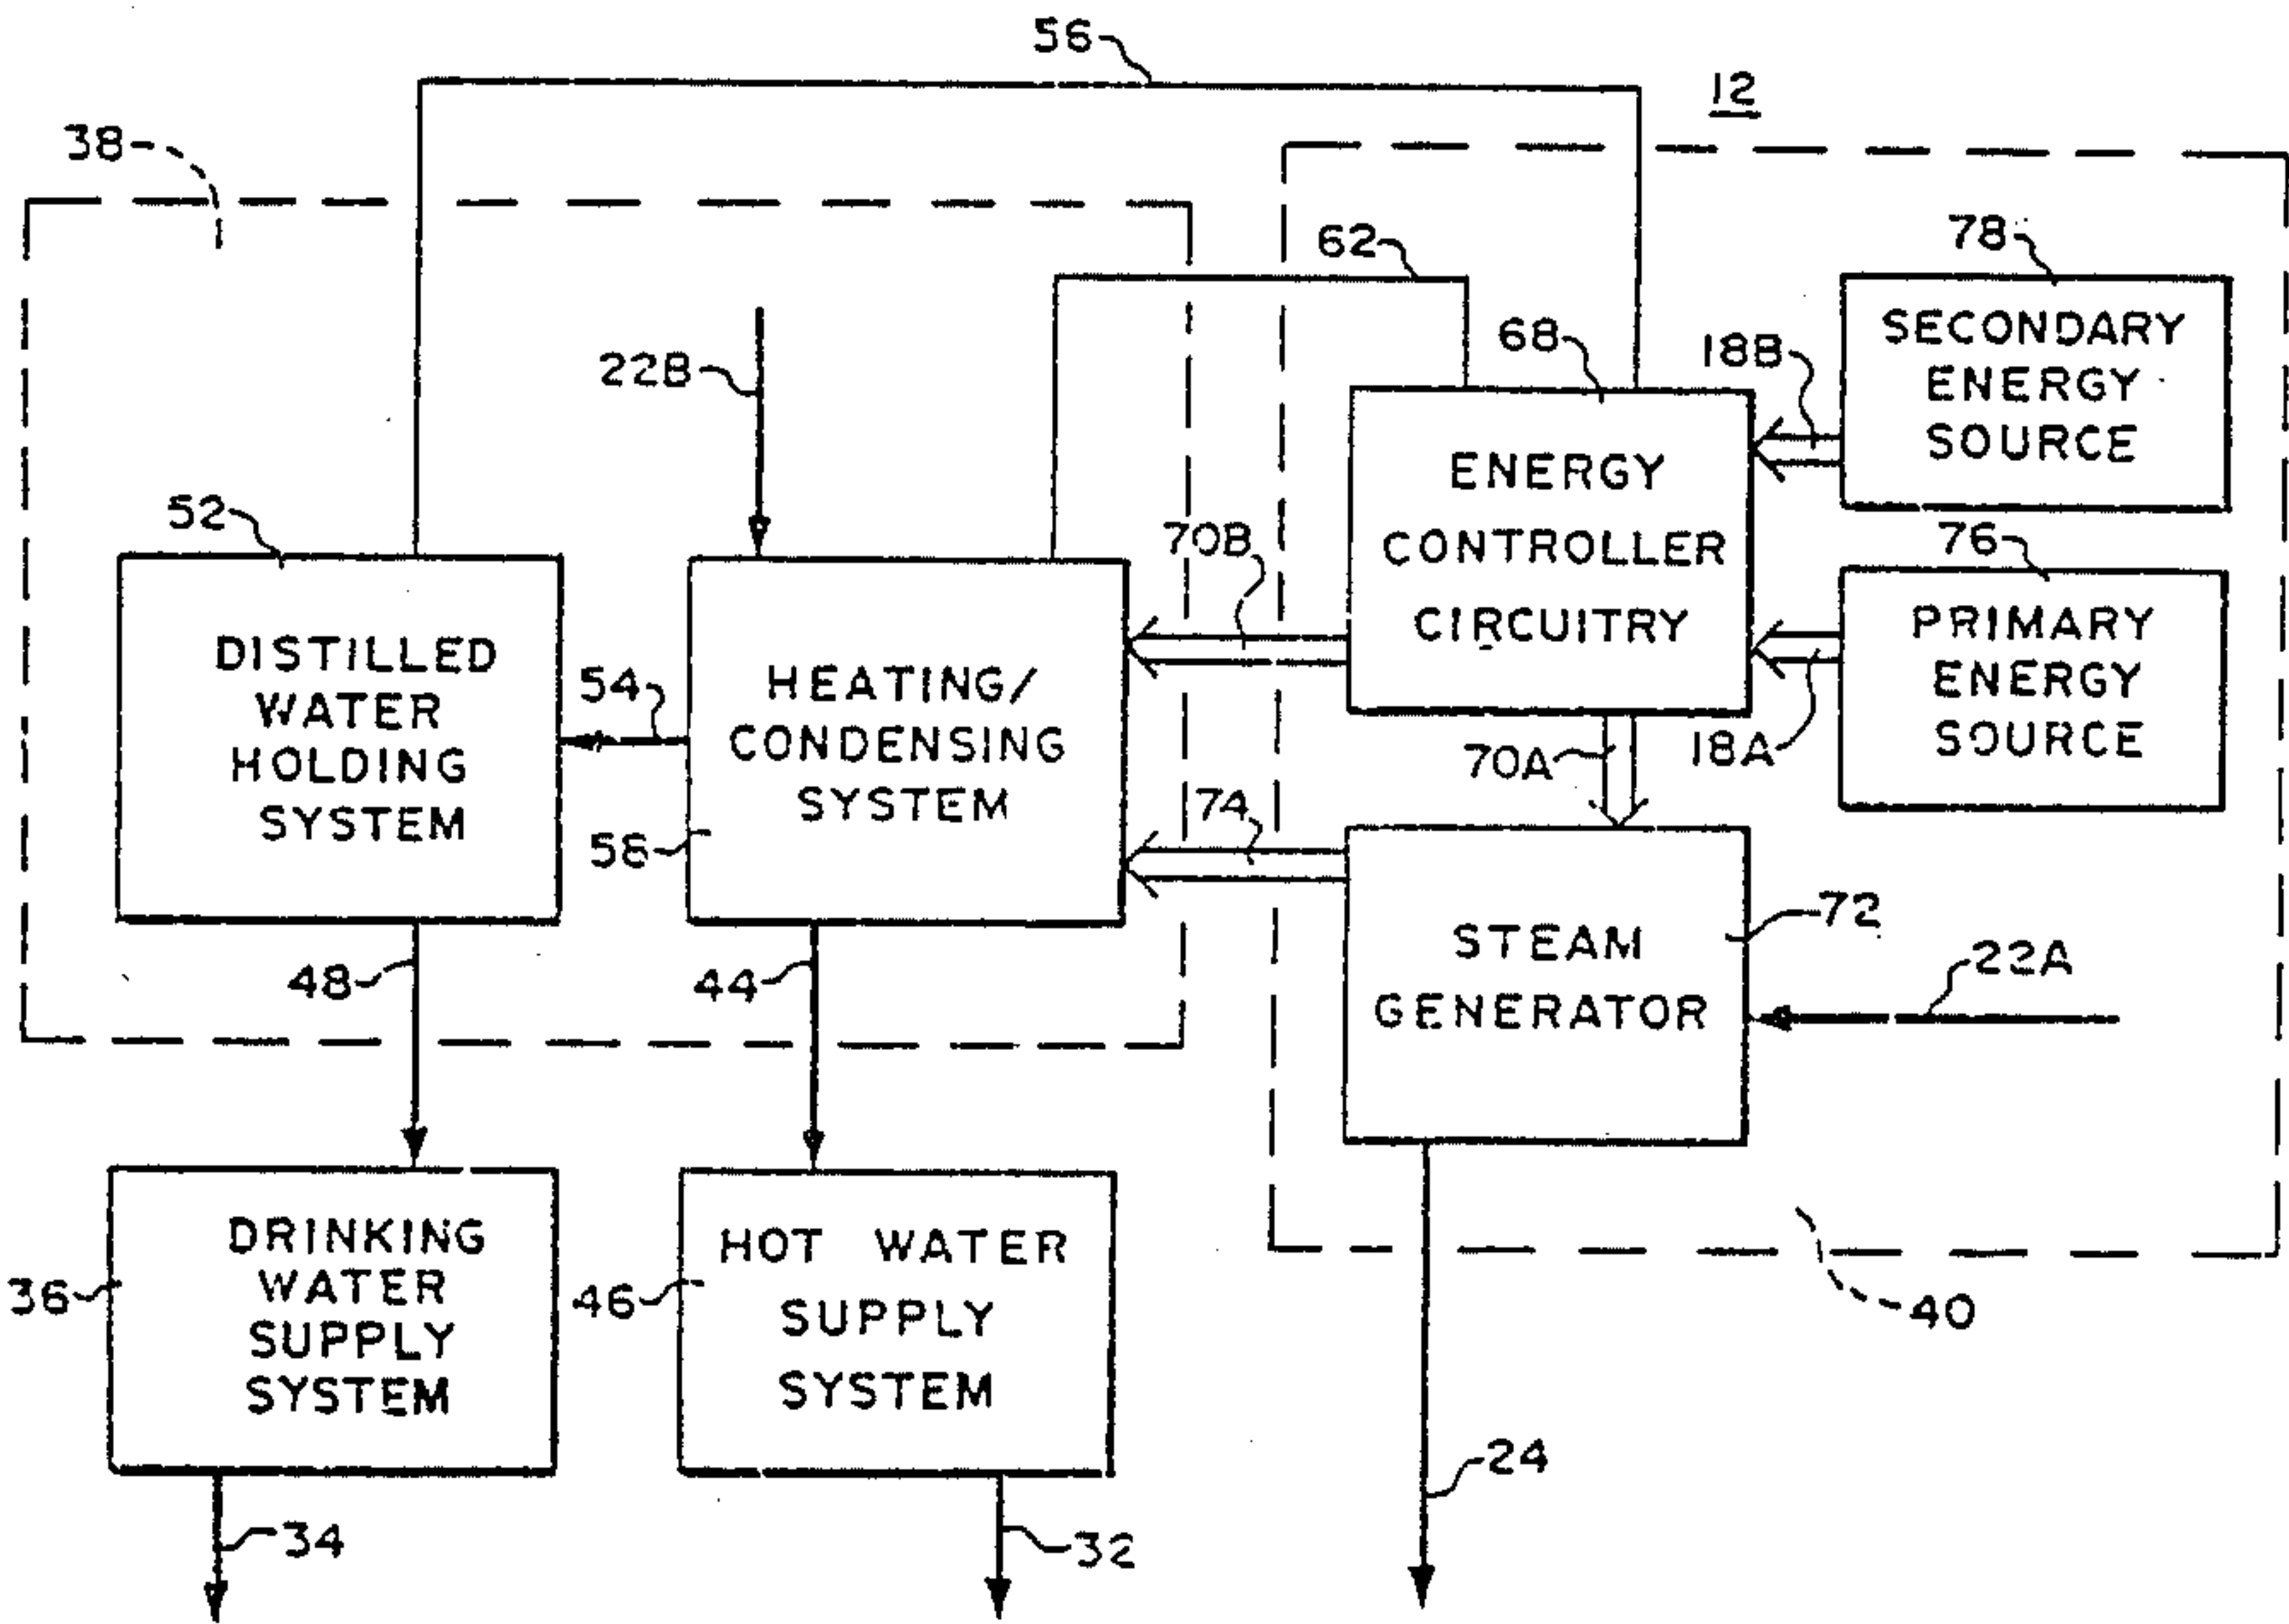 56
12
38
62
78
68
18B
SECONDARY
ENERGY
SOURCE
22B
52
70B
ENERGY
CONTROLLER
CIRCUITRY
76
PRIMARY
ENERGY
SOURCE
18A
DISTILLED
WATER
HOLDING
SYSTEM
54
HEATING/
CONDENSING
SYSTEM
58
70A
74
72
STEAM
GENERATOR
22A
48
44
DRINKING
WATER
SUPPLY
SYSTEM
36
HOT WATER
SUPPLY
SYSTEM
46
40
24
34
32